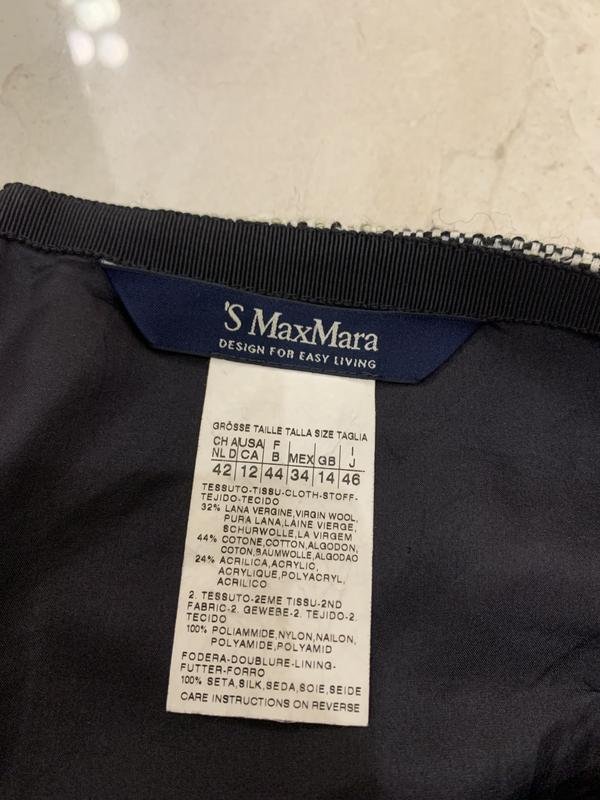 'S MaxMara
DESIGN FOR EASY LIVING
GRÖSSE TAILLE TALLA SIZE TAGLIA
CH A USA F I
NL D CA B MEX GB J
42 12 44 34 14 46
TESSUTO-TISSU-CLOTH-STOFF-
TEJIDO-TECIDO
32% LANA VERGINE,VIRGIN WOOL,
PURA LANA,LAINE VIERGE,
SCHURWOLLE,LA VIRGEM
44% COTONE,COTTON,ALGODON,
COTON,BAUMWOLLE,ALGODAO
24% ACRILICA,ACRYLIC,
ACRYLIQUE,POLYACRYL,
ACRILICO
2. TESSUTO-2EME TISSU-2ND
FABRIC-2. GEWEBE-2. TEJIDO-2.
TECIDO
100% POLIAMMIDE,NYLON,NAILON,
POLYAMIDE,POLYAMID
FODERA-DOUBLURE-LINING-
FUTTER-FORRO
100% SETA,SILK,SEDA,SOIE,SEIDE
CARE INSTRUCTIONS ON REVERSE